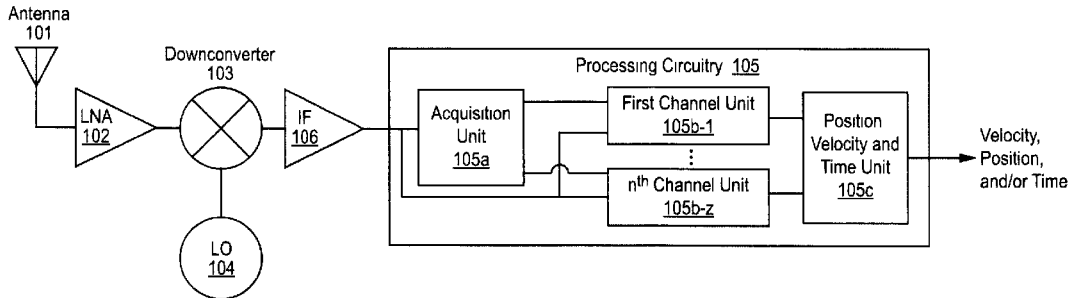 Antenna
101
LNA
102
Downconverter
103
LO
104
IF
106
Processing Circuitry 105
Acquisition
Unit
105a
First Channel Unit
105b-1
⋮
nth Channel Unit
105b-z
Position
Velocity and
Time Unit
105c
Velocity,
Position,
and/or Time